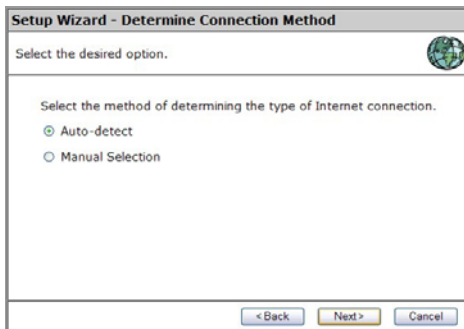 Setup Wizard - Determine Connection Method
Select the desired option.
Select the method of determining the type of Internet connection.
Auto-detect
Manual Selection
< Back Next > Cancel